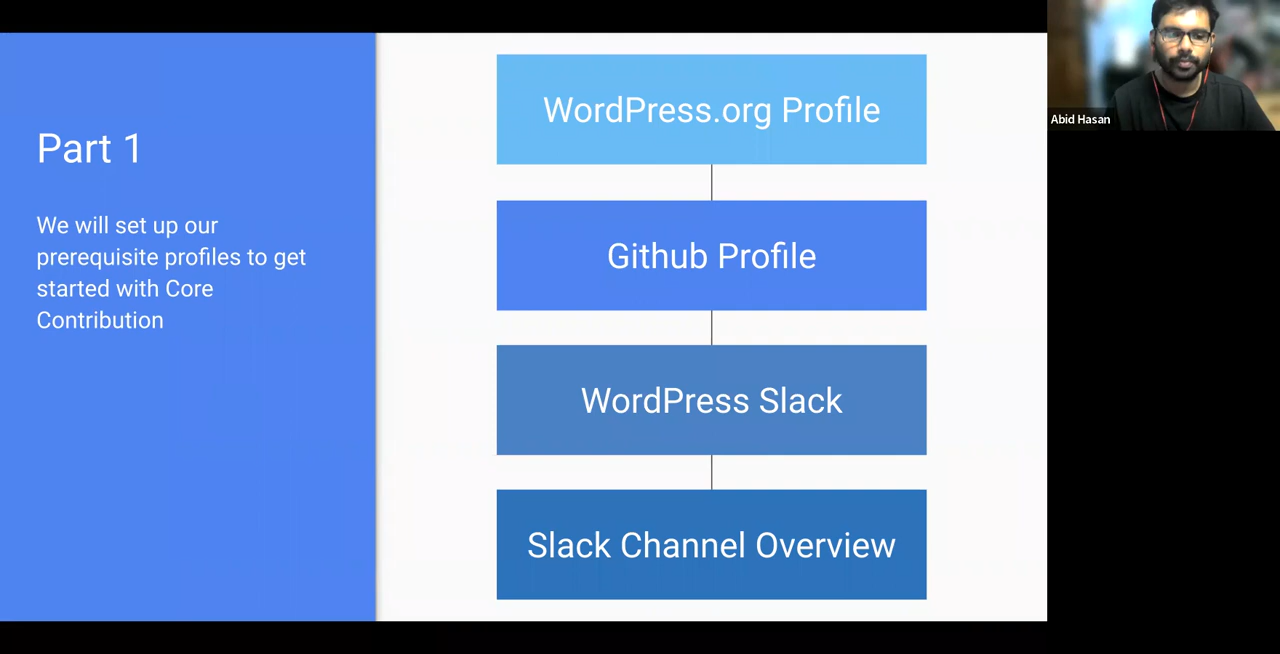 Part 1
We will set up our
prerequisite profiles to get
started with Core
Contribution
WordPress.org Profile
Github Profile
WordPress Slack
Slack Channel Overview
Abid Hasan